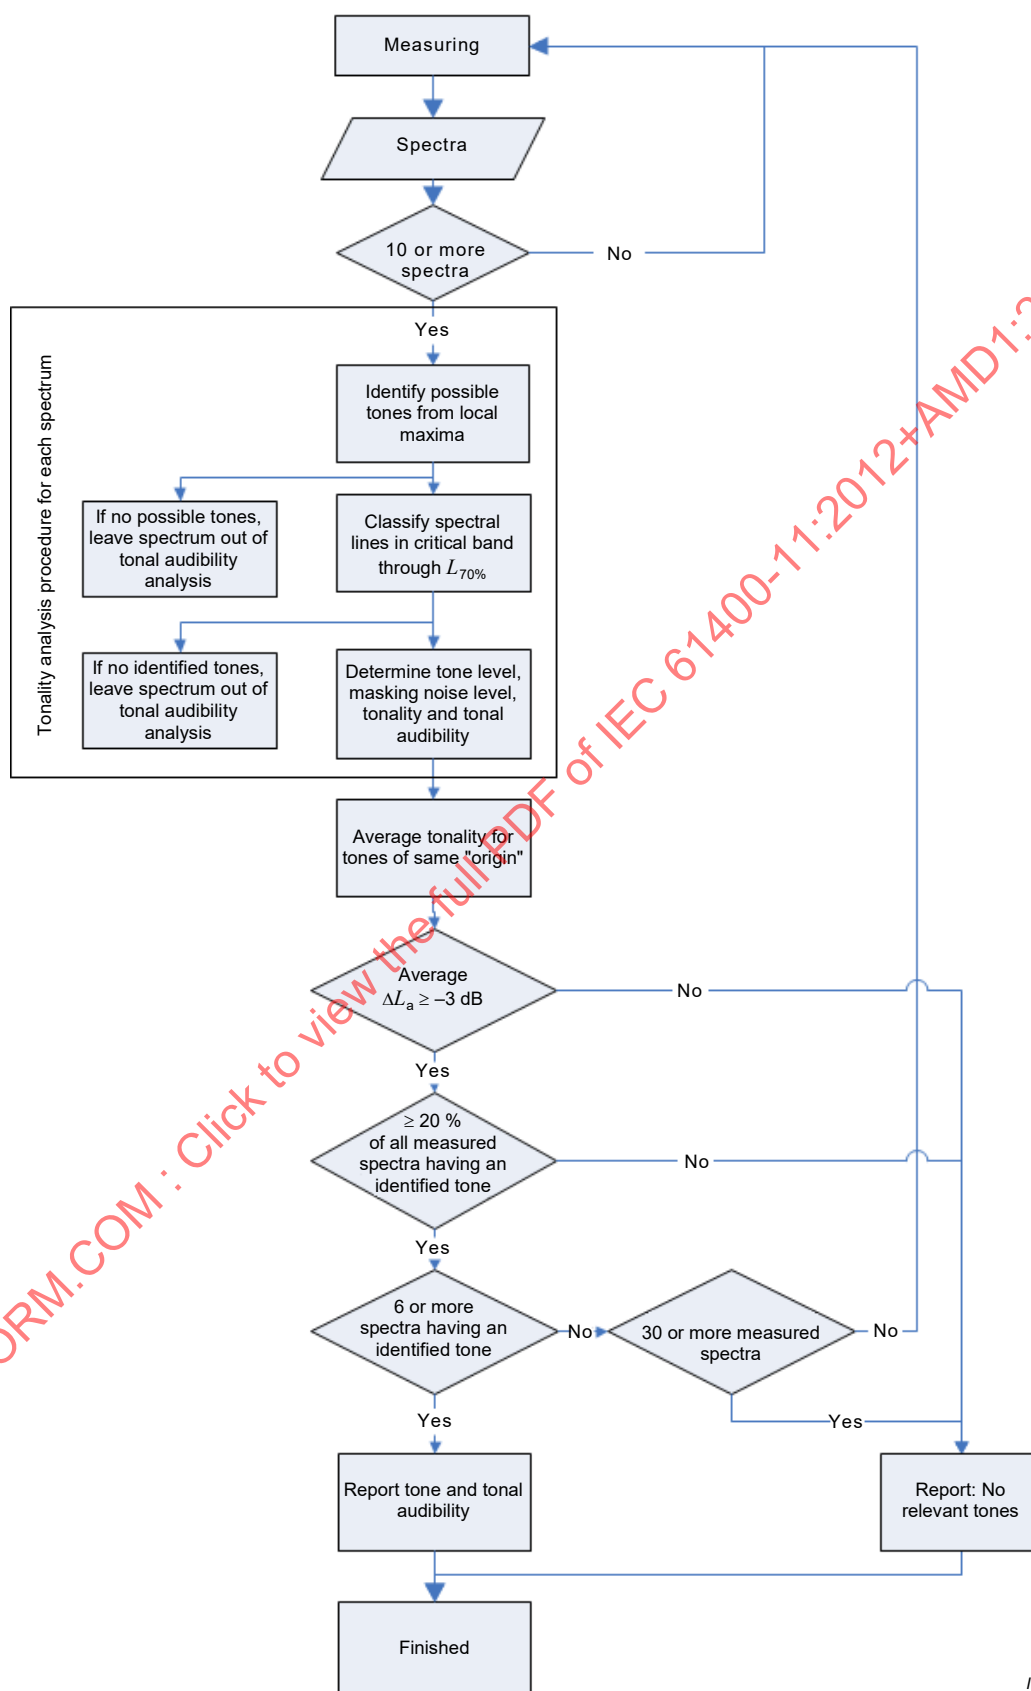 Measuring
Spectra
10 or more
spectra
No
Yes
Tonality analysis procedure for each spectrum
Identify possible
tones from local
maxima
If no possible tones,
leave spectrum out of
tonal audibility
analysis
Classify spectral
lines in critical band
through L70%
If no identified tones,
leave spectrum out of
tonal audibility
analysis
Determine tone level,
masking noise level,
tonality and tonal
audibility
Average tonality for
tones of same "origin"
Average
ΔLa ≥ –3 dB
No
Yes
≥ 20 %
of all measured
spectra having an
identified tone
No
Yes
6 or more
spectra having an
identified tone
No
30 or more measured
spectra
No
Yes
Yes
Report tone and tonal
audibility
Report: No
relevant tones
Finished
ORM.COM : Click to view the full PDF of IEC 61400-11:2012+AMD1:2